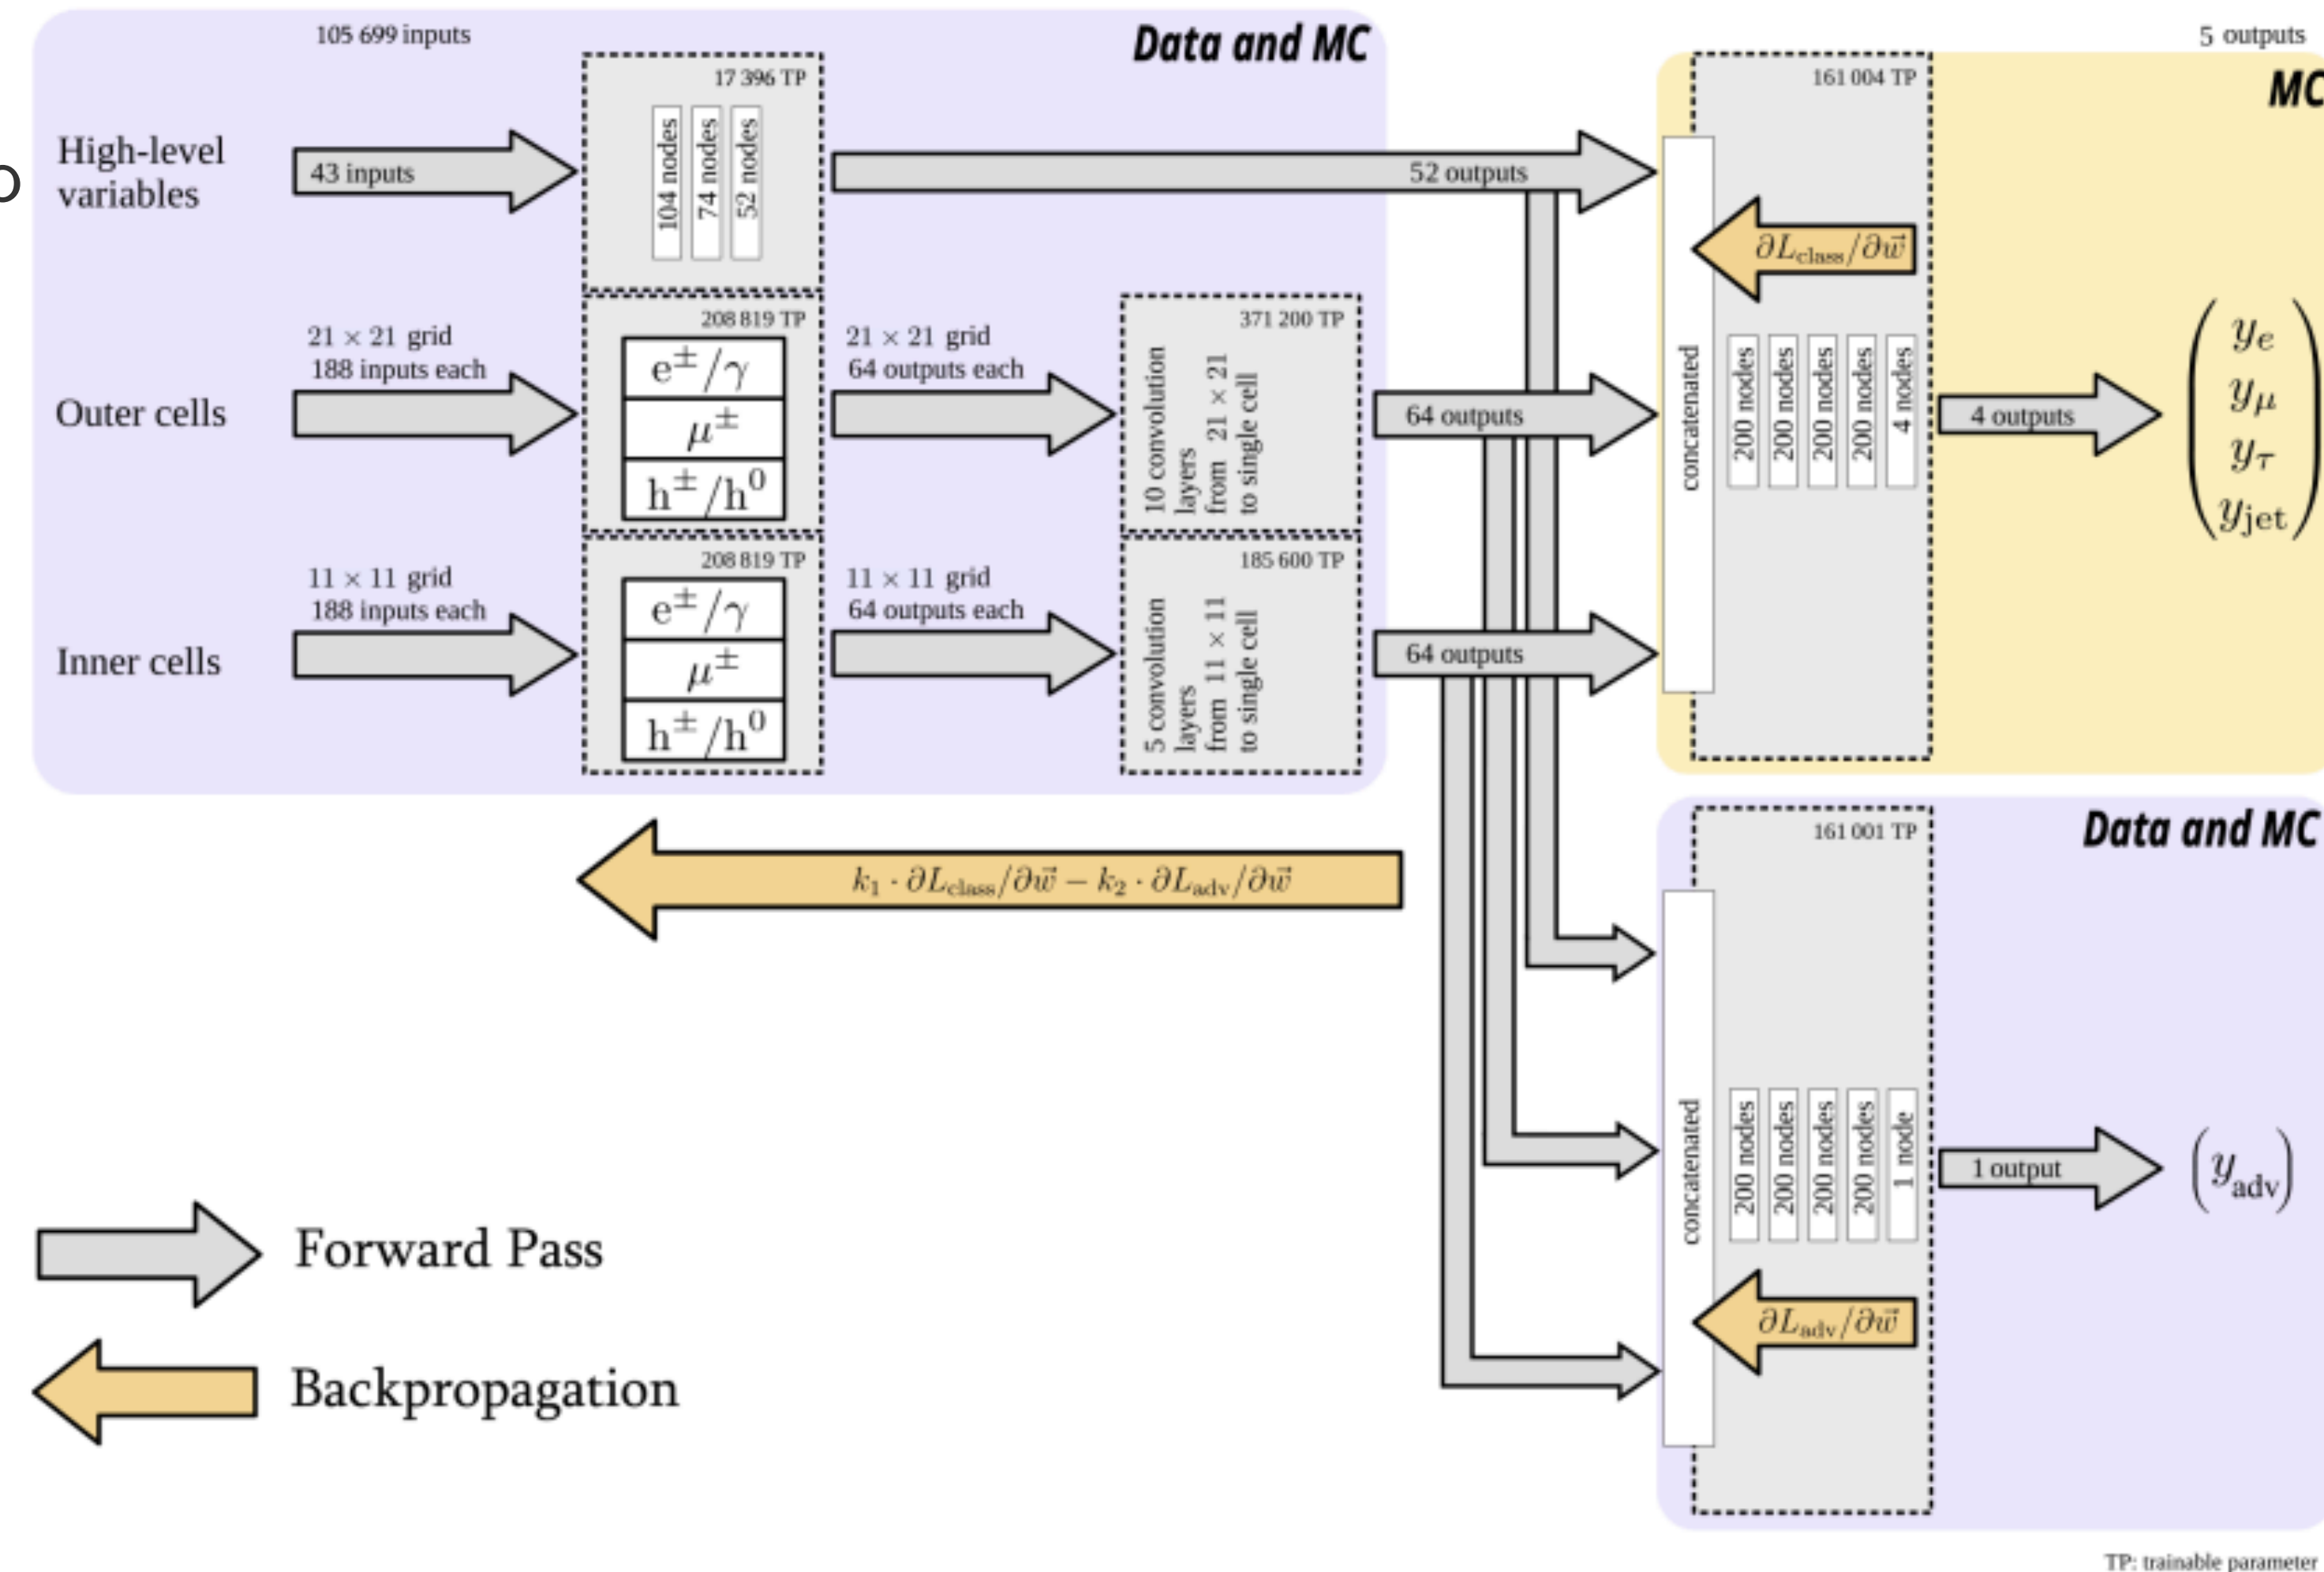 105 699 inputs
Data and MC
5 outputs
MC
High-level
variables
43 inputs
17 396 TP
104 nodes
74 nodes
52 nodes
52 outputs
Outer cells
21 × 21 grid
188 inputs each
208 819 TP
e±/γ
μ±
h±/h⁰
21 × 21 grid
64 outputs each
371 200 TP
10 convolution
layers
from 21 × 21
to single cell
64 outputs
Inner cells
11 × 11 grid
188 inputs each
208 819 TP
e±/γ
μ±
h±/h⁰
11 × 11 grid
64 outputs each
185 600 TP
5 convolution
layers
from 11 × 11
to single cell
64 outputs
161 004 TP
∂L_class/∂w⃗
concatenated
200 nodes
200 nodes
200 nodes
200 nodes
4 nodes
4 outputs
y_e
y_μ
y_τ
y_jet
k₁ · ∂L_class/∂w⃗ − k₂ · ∂L_adv/∂w⃗
Data and MC
161 001 TP
concatenated
200 nodes
200 nodes
200 nodes
200 nodes
1 node
∂L_adv/∂w⃗
1 output
(y_adv)
Forward Pass
Backpropagation
TP: trainable parameter